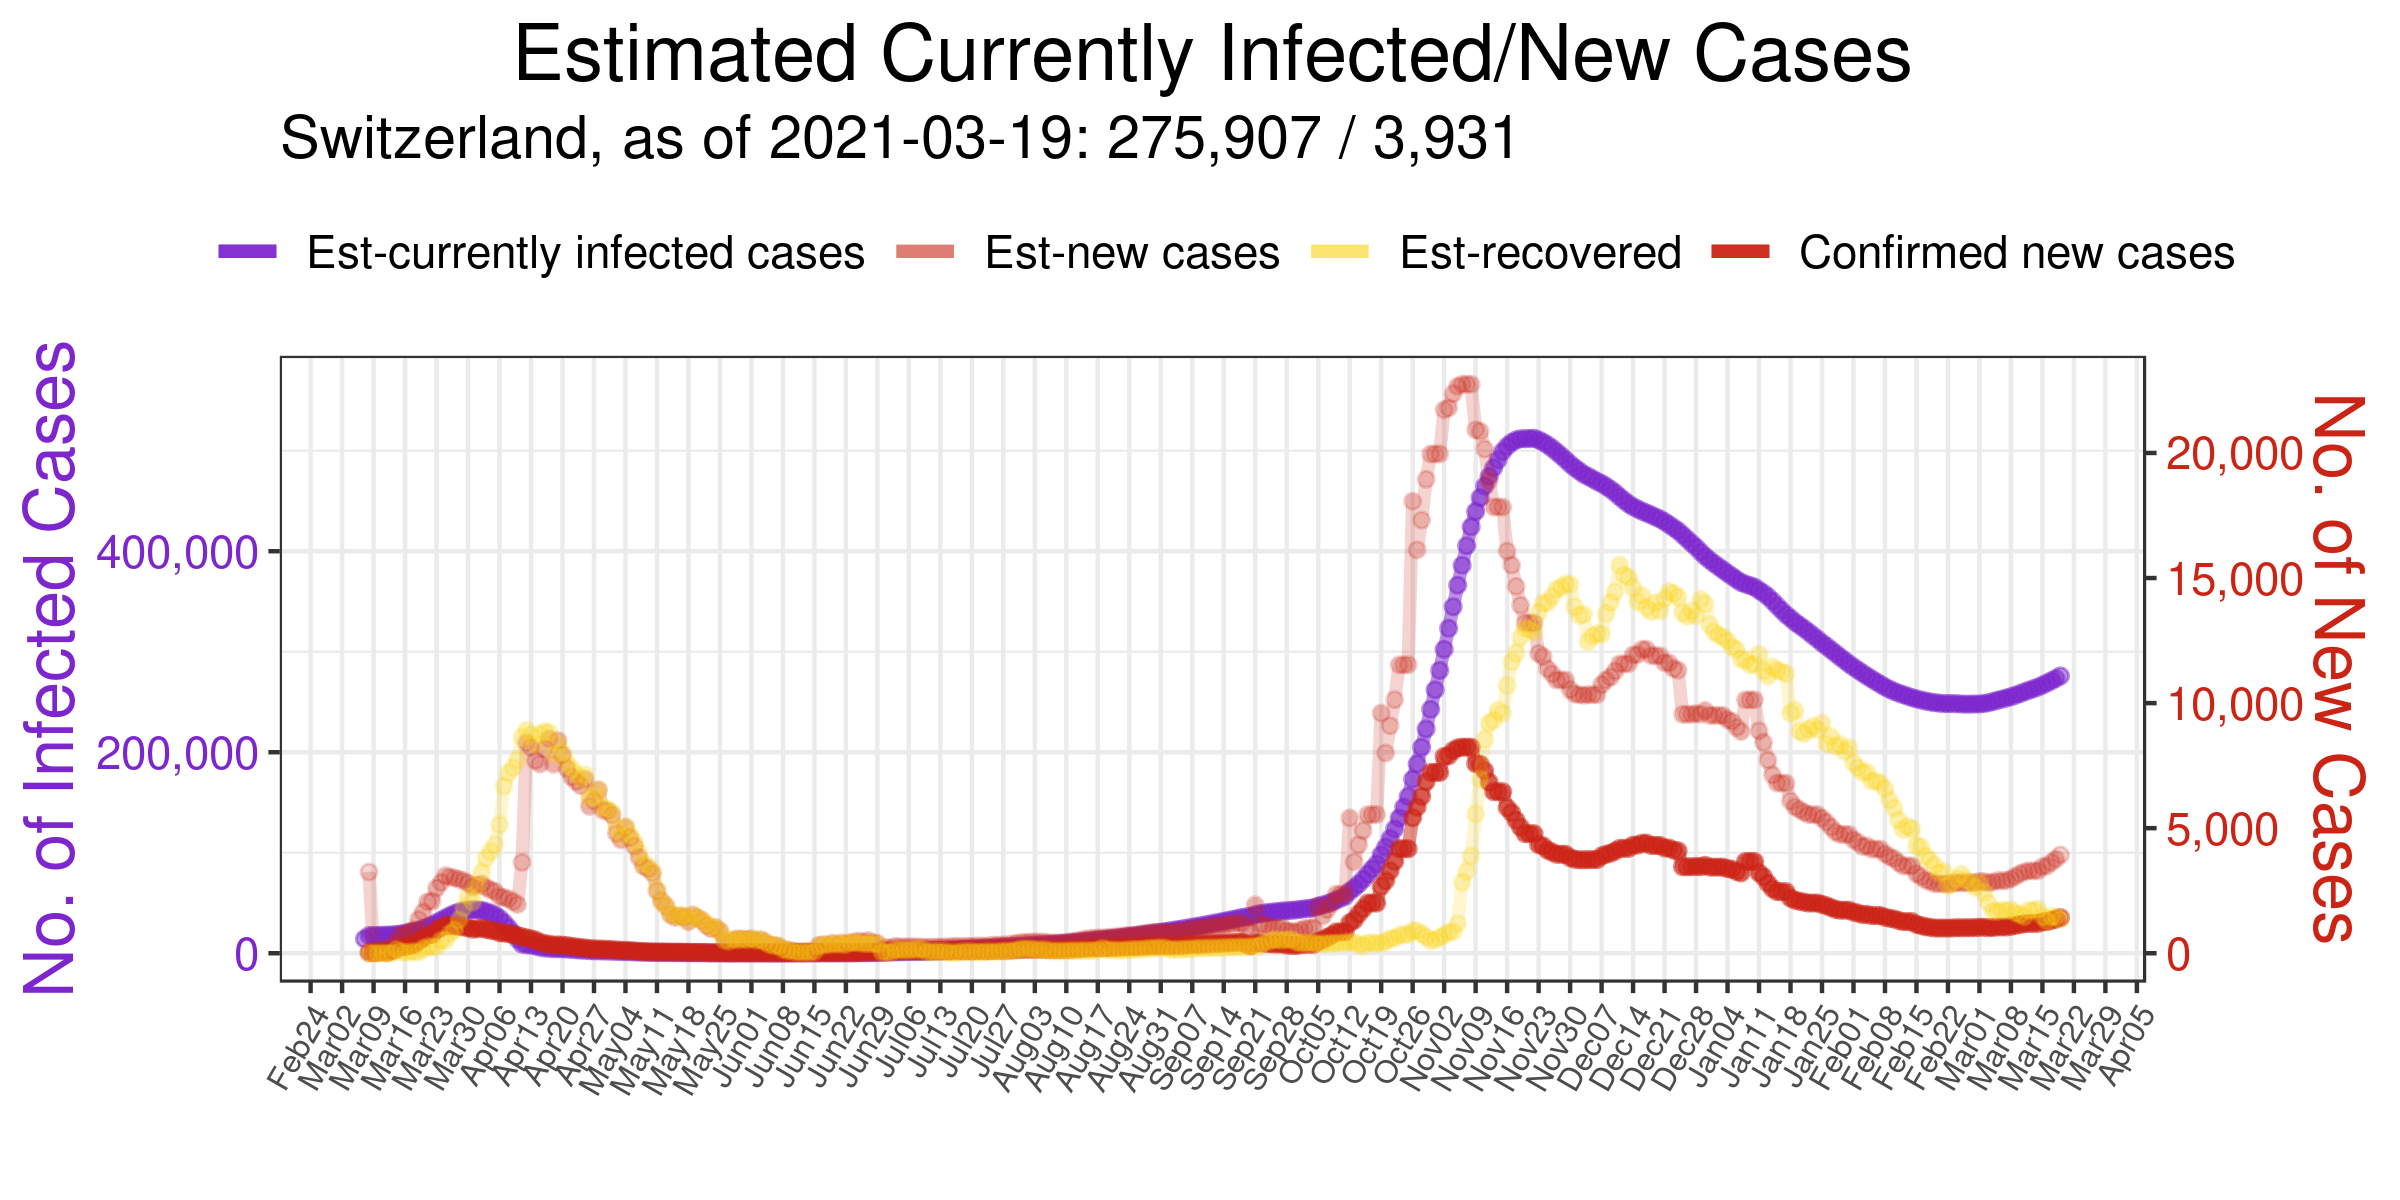 Estimated Currently Infected/New Cases
Switzerland, as of 2021-03-19: 275,907 / 3,931
Est-currently infected cases Est-new cases Est-recovered Confirmed new cases
No. of Infected Cases
400,000
200,000
0
20,000
15,000
10,000
5,000
0
No. of New Cases
Feb24 Mar02 Mar09 Mar16 Mar23 Mar30 Apr06 Apr13 Apr20 Apr27 May04 May11 May18 May25 Jun01 Jun08 Jun15 Jun22 Jun29 Jul06 Jul13 Jul20 Jul27 Aug03 Aug10 Aug17 Aug24 Aug31 Sep07 Sep14 Sep21 Sep28 Oct05 Oct12 Oct19 Oct26 Nov02 Nov09 Nov16 Nov23 Nov30 Dec07 Dec14 Dec21 Dec28 Jan04 Jan11 Jan18 Jan25 Feb01 Feb08 Feb15 Feb22 Mar01 Mar08 Mar15 Mar22 Mar29 Apr05